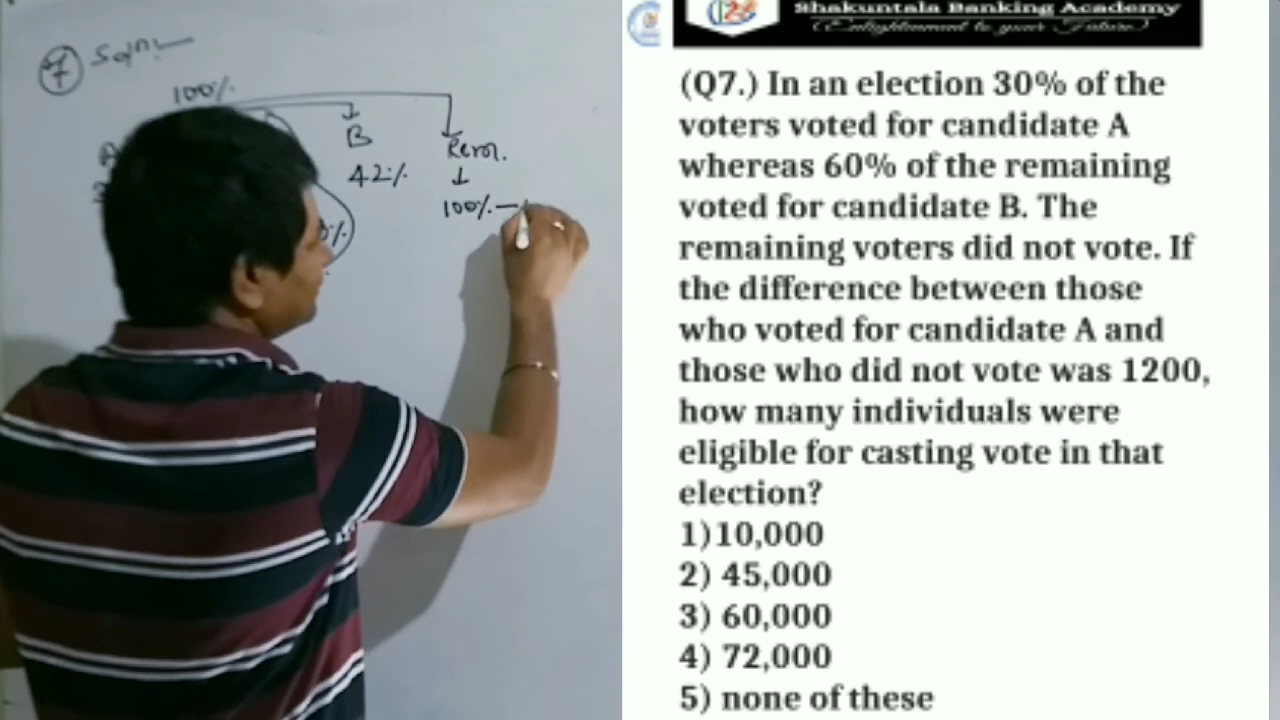 Shakuntala Banking Academy
(Enlightenment to your Future)
7 Solⁿ:—
100%
B
42%
Rem.
↓
100% —
(Q7.) In an election 30% of the
voters voted for candidate A
whereas 60% of the remaining
voted for candidate B. The
remaining voters did not vote. If
the difference between those
who voted for candidate A and
those who did not vote was 1200,
how many individuals were
eligible for casting vote in that
election?
1)10,000
2) 45,000
3) 60,000
4) 72,000
5) none of these